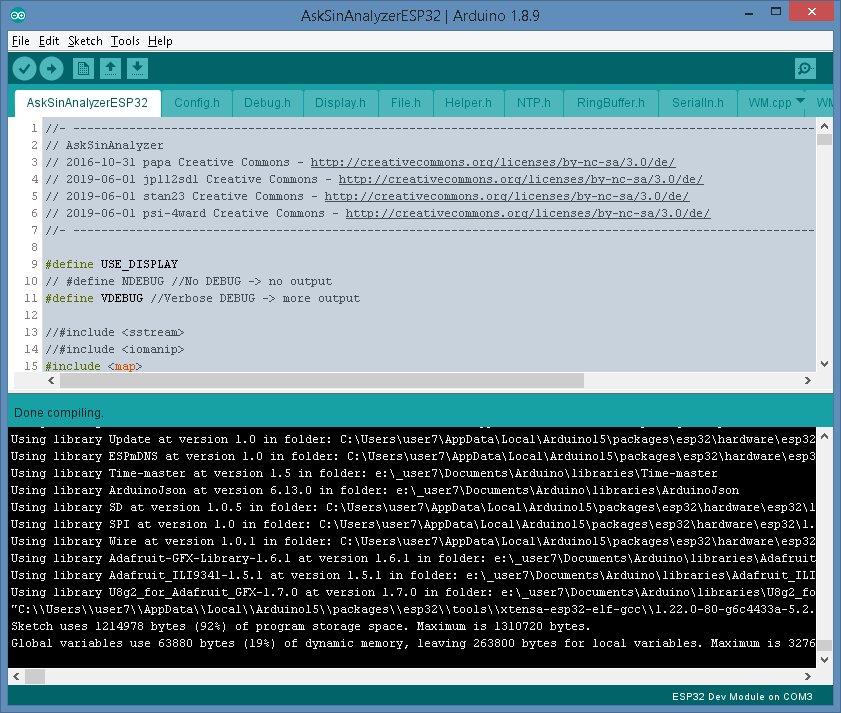 AskSinAnalyzerESP32 | Arduino 1.8.9
File Edit Sketch Tools Help
AskSinAnalyzerESP32 Config.h Debug.h Display.h File.h Helper.h NTP.h RingBuffer.h SerialIn.h WM.cpp WM
1 //- -----------------------------------------------------------------------------------------------------------
2 // AskSinAnalyzer
3 // 2016-10-31 papa Creative Commons - http://creativecommons.org/licenses/by-nc-sa/3.0/de/
4 // 2019-06-01 jp112sdl Creative Commons - http://creativecommons.org/licenses/by-nc-sa/3.0/de/
5 // 2019-06-01 stan23 Creative Commons - http://creativecommons.org/licenses/by-nc-sa/3.0/de/
6 // 2019-06-01 psi-4ward Creative Commons - http://creativecommons.org/licenses/by-nc-sa/3.0/de/
7 //- -----------------------------------------------------------------------------------------------------------
8
9 #define USE_DISPLAY
10 // #define NDEBUG //No DEBUG -> no output
11 #define VDEBUG //Verbose DEBUG -> more output
12
13 //#include <sstream>
14 //#include <iomanip>
15 #include <map>
Done compiling.
Using library Update at version 1.0 in folder: C:\Users\user7\AppData\Local\Arduino15\packages\esp32\hardware\esp32
Using library ESPmDNS at version 1.0 in folder: C:\Users\user7\AppData\Local\Arduino15\packages\esp32\hardware\esp3
Using library Time-master at version 1.5 in folder: e:\_user7\Documents\Arduino\libraries\Time-master
Using library ArduinoJson at version 6.13.0 in folder: e:\_user7\Documents\Arduino\libraries\ArduinoJson
Using library SD at version 1.0.5 in folder: C:\Users\user7\AppData\Local\Arduino15\packages\esp32\hardware\esp32\1
Using library SPI at version 1.0 in folder: C:\Users\user7\AppData\Local\Arduino15\packages\esp32\hardware\esp32\1.
Using library Wire at version 1.0.1 in folder: C:\Users\user7\AppData\Local\Arduino15\packages\esp32\hardware\esp32
Using library Adafruit-GFX-Library-1.6.1 at version 1.6.1 in folder: e:\_user7\Documents\Arduino\libraries\Adafruit
Using library Adafruit_ILI9341-1.5.1 at version 1.5.1 in folder: e:\_user7\Documents\Arduino\libraries\Adafruit_ILI
Using library U8g2_for_Adafruit_GFX-1.7.0 at version 1.7.0 in folder: e:\_user7\Documents\Arduino\libraries\U8g2_fo
"C:\\Users\\user7\\AppData\\Local\\Arduino15\\packages\\esp32\\tools\\xtensa-esp32-elf-gcc\\1.22.0-80-g6c4433a-5.2.
Sketch uses 1214978 bytes (92%) of program storage space. Maximum is 1310720 bytes.
Global variables use 63880 bytes (19%) of dynamic memory, leaving 263800 bytes for local variables. Maximum is 3276
ESP32 Dev Module on COM3